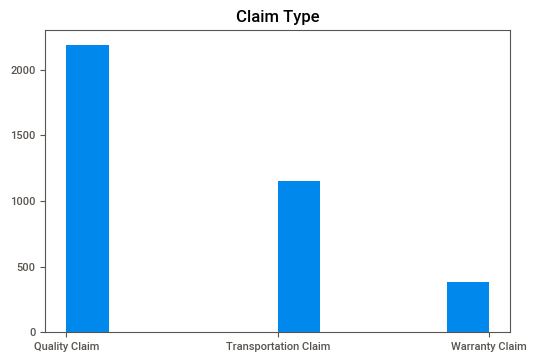 Claim Type
2000
1500
1000
500
0
Quality Claim
Transportation Claim
Warranty Claim